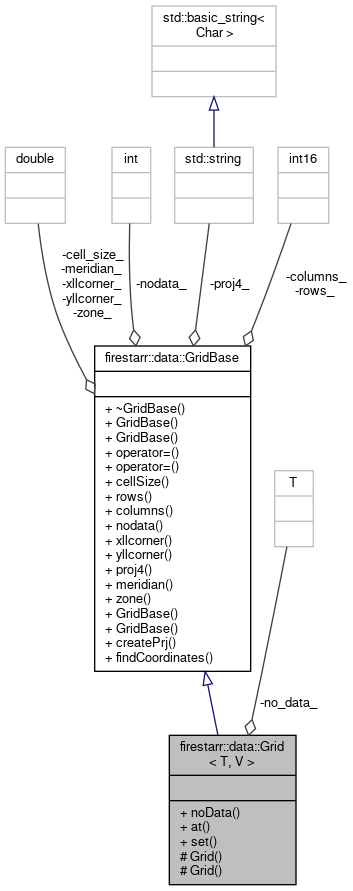 std::basic_string<
Char >
double
int
std::string
int16
-cell_size_
-meridian_
-xllcorner_
-yllcorner_
-zone_
-nodata_
-proj4_
-columns_
-rows_
firestarr::data::GridBase
+ ~GridBase()
+ GridBase()
+ GridBase()
+ operator=()
+ operator=()
+ cellSize()
+ rows()
+ columns()
+ nodata()
+ xllcorner()
+ yllcorner()
+ proj4()
+ meridian()
+ zone()
+ GridBase()
+ GridBase()
+ createPrj()
+ findCoordinates()
T
-no_data_
firestarr::data::Grid
< T, V >
+ noData()
+ at()
+ set()
# Grid()
# Grid()